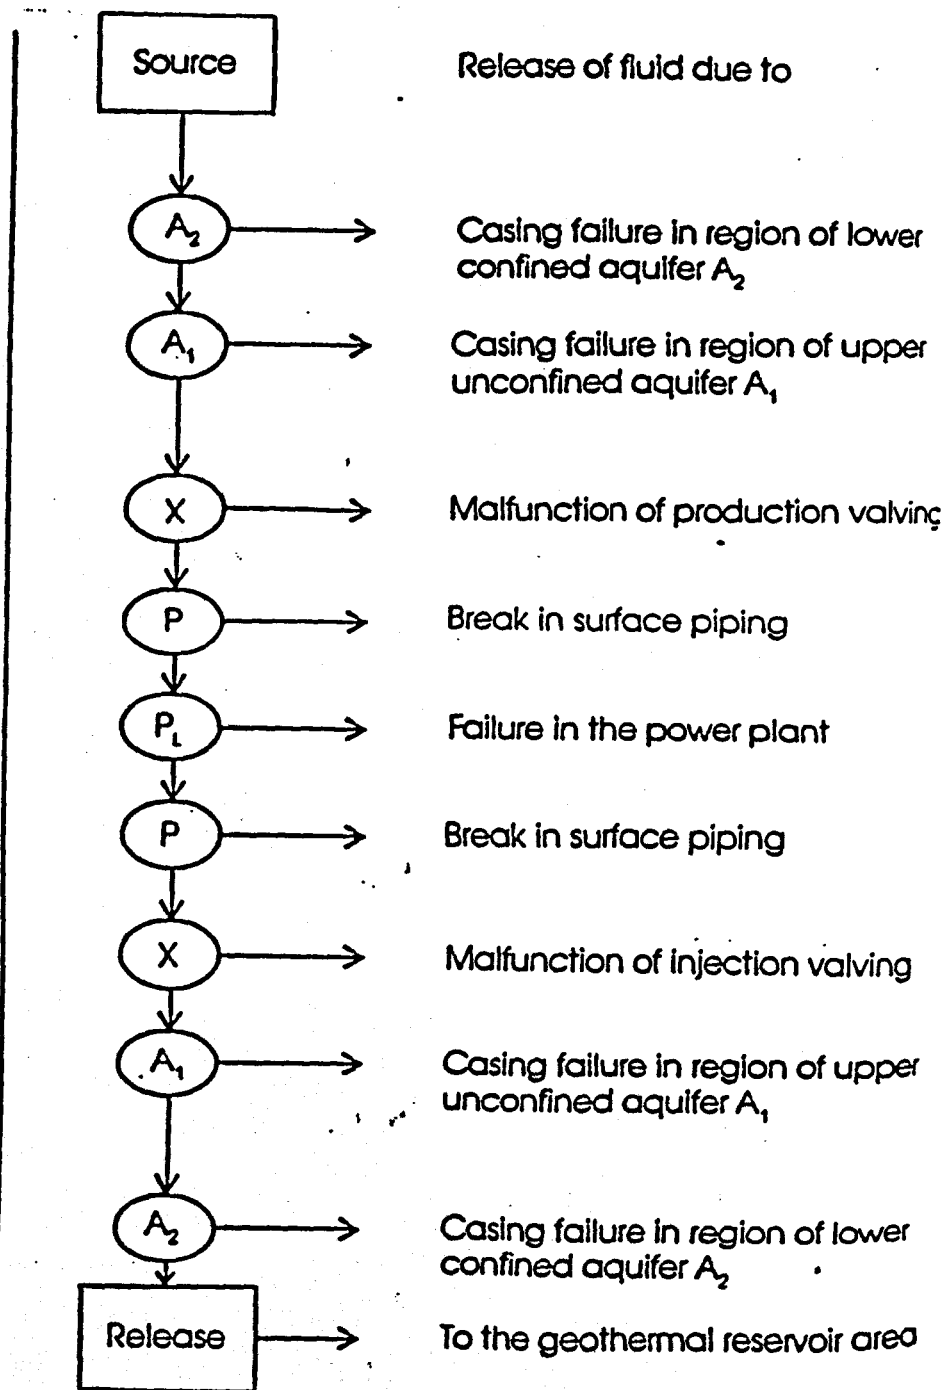 Source
Release of fluid due to
A₂
Casing failure in region of lower
confined aquifer A₂
A₁
Casing failure in region of upper
unconfined aquifer A₁
X
Malfunction of production valving
P
Break in surface piping
P_L
Failure in the power plant
P
Break in surface piping
X
Malfunction of injection valving
A₁
Casing failure in region of upper
unconfined aquifer A₁
A₂
Casing failure in region of lower
confined aquifer A₂
Release
To the geothermal reservoir area